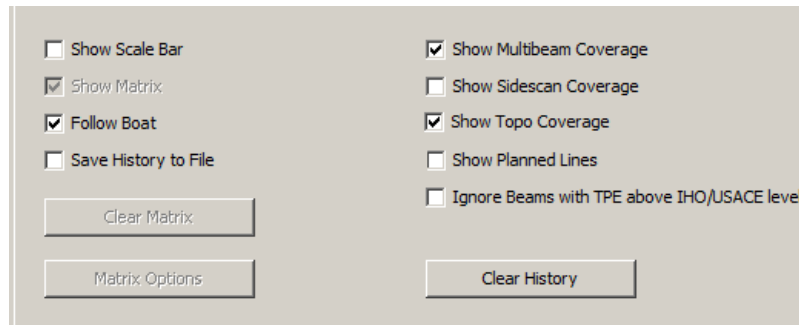 Show Scale Bar
Show Matrix
Follow Boat
Save History to File
Clear Matrix
Matrix Options
Show Multibeam Coverage
Show Sidescan Coverage
Show Topo Coverage
Show Planned Lines
Ignore Beams with TPE above IHO/USACE leve
Clear History